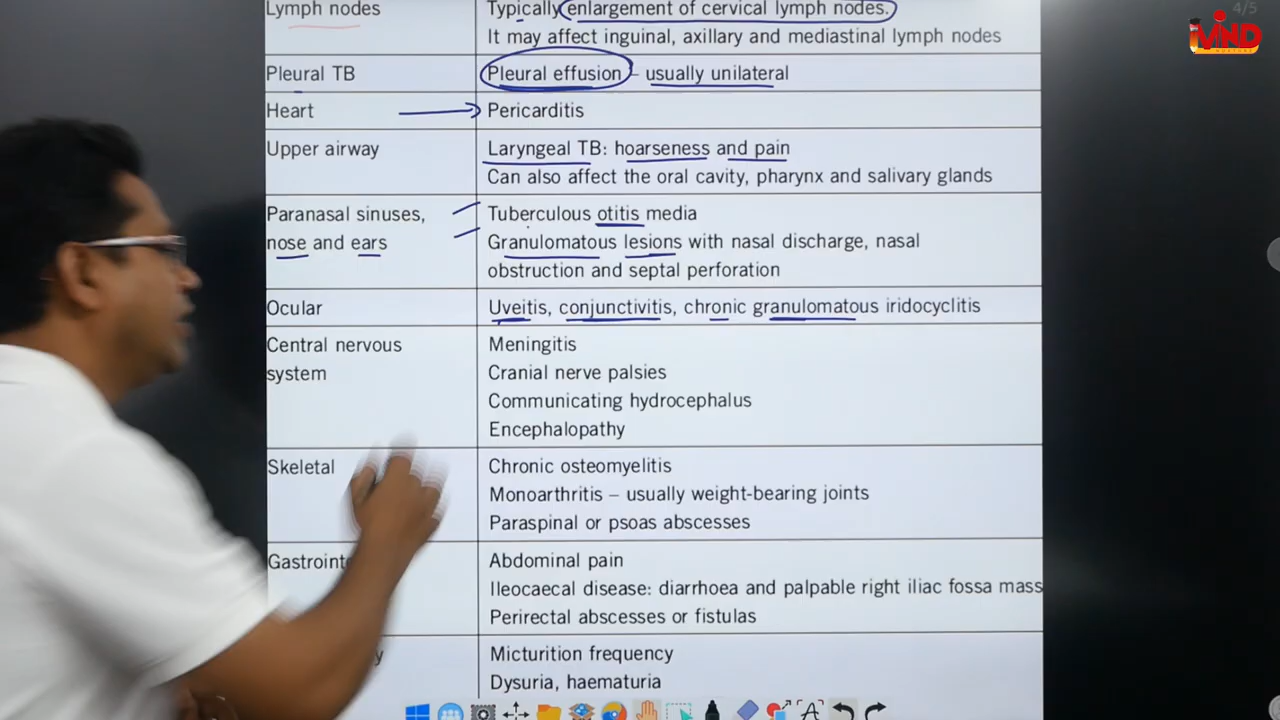 4/5
MIND
Lymph nodes
Typically enlargement of cervical lymph nodes.
It may affect inguinal, axillary and mediastinal lymph nodes
Pleural TB
Pleural effusion – usually unilateral
Heart
Pericarditis
Upper airway
Laryngeal TB: hoarseness and pain
Can also affect the oral cavity, pharynx and salivary glands
Paranasal sinuses,
nose and ears
Tuberculous otitis media
Granulomatous lesions with nasal discharge, nasal
obstruction and septal perforation
Ocular
Uveitis, conjunctivitis, chronic granulomatous iridocyclitis
Central nervous
system
Meningitis
Cranial nerve palsies
Communicating hydrocephalus
Encephalopathy
Skeletal
Chronic osteomyelitis
Monoarthritis – usually weight-bearing joints
Paraspinal or psoas abscesses
Gastroint
Abdominal pain
Ileocaecal disease: diarrhoea and palpable right iliac fossa mass
Perirectal abscesses or fistulas
y
Micturition frequency
Dysuria, haematuria